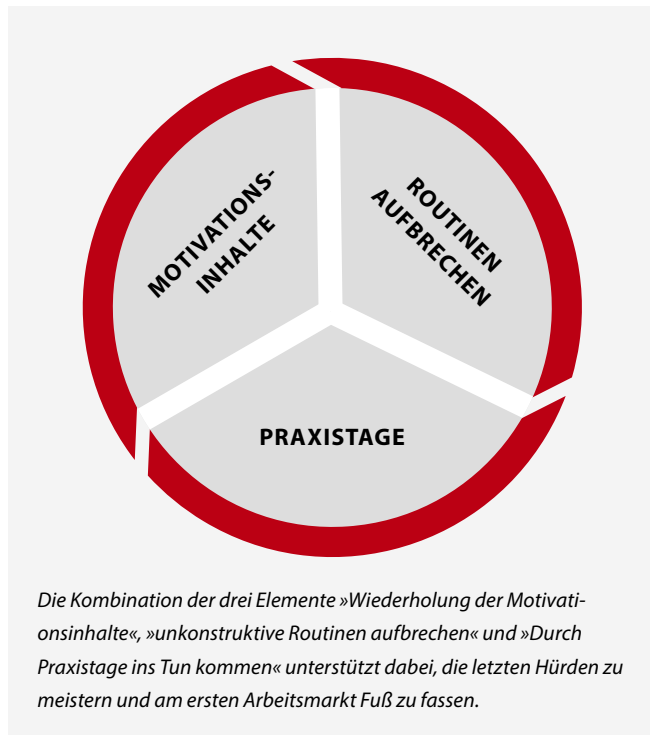 MOTIVATIONS-
INHALTE
ROUTINEN
AUFBRECHEN
PRAXISTAGE
Die Kombination der drei Elemente »Wiederholung der Motivati-
onsinhalte«, »unkonstruktive Routinen aufbrechen« und »Durch
Praxistage ins Tun kommen« unterstützt dabei, die letzten Hürden zu
meistern und am ersten Arbeitsmarkt Fuß zu fassen.